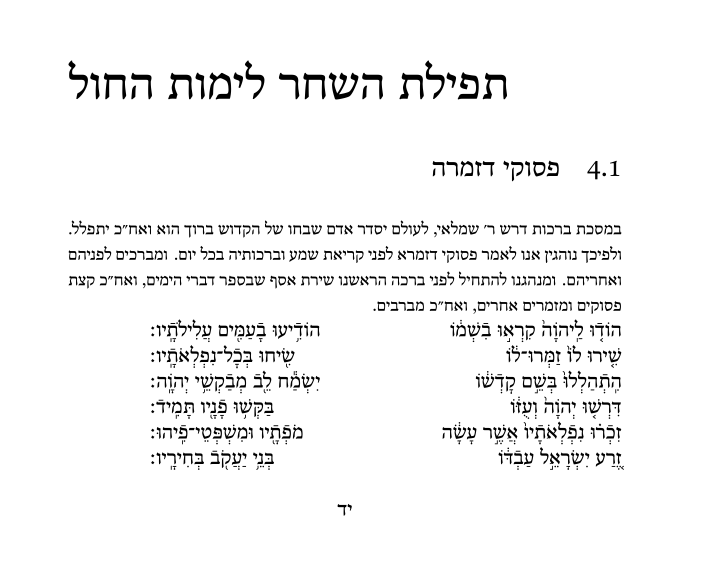 תפילת השחר לימות החול
4.1 פסוקי דזמרה
במסכת ברכות דרש ר׳ שמלאי, לעולם יסדר אדם שבחו של הקדוש ברוך הוא ואח״כ יתפלל.
ולפיכך נוהגין אנו לאמר פסוקי דזמרא לפני קריאת שמע וברכותיה בכל יום. ומברכים לפניהם
ואחריהם. ומנהגנו להתחיל לפני ברכה הראשנו שירת אסף שבספר דברי הימים, ואח״כ קצת
פסוקים ומזמרים אחרים, ואח״כ מברבים.
הוֹד֤וּ לַֽיהוָה֙ קִרְא֣וּ בִשְׁמ֔וֹ הוֹדִ֥יעוּ בָעַמִּ֖ים עֲלִילֹתָֽיו׃
שִׁ֤ירוּ לוֹ֙ זַמְּרוּ־ל֔וֹ שִׂ֖יחוּ בְּכָל־נִפְלְאֹתָֽיו׃
הִֽתְהַלְלוּ֙ בְּשֵׁ֣ם קָדְשׁ֔וֹ יִשְׂמַ֕ח לֵ֖ב מְבַקְשֵׁ֥י יְהוָֽה׃
דִּרְשׁ֤וּ יְהוָה֙ וְעֻזּ֔וֹ בַּקְּשׁ֥וּ פָנָ֖יו תָּמִֽיד׃
זִכְר֗וּ נִפְלְאֹתָיו֙ אֲשֶׁ֣ר עָשָׂ֔ה מֹפְתָ֖יו וּמִשְׁפְּטֵי־פִֽיהוּ׃
זֶ֚רַע יִשְׂרָאֵ֣ל עַבְדּ֔וֹ בְּנֵ֥י יַעֲקֹ֖ב בְּחִירָֽיו׃
יד